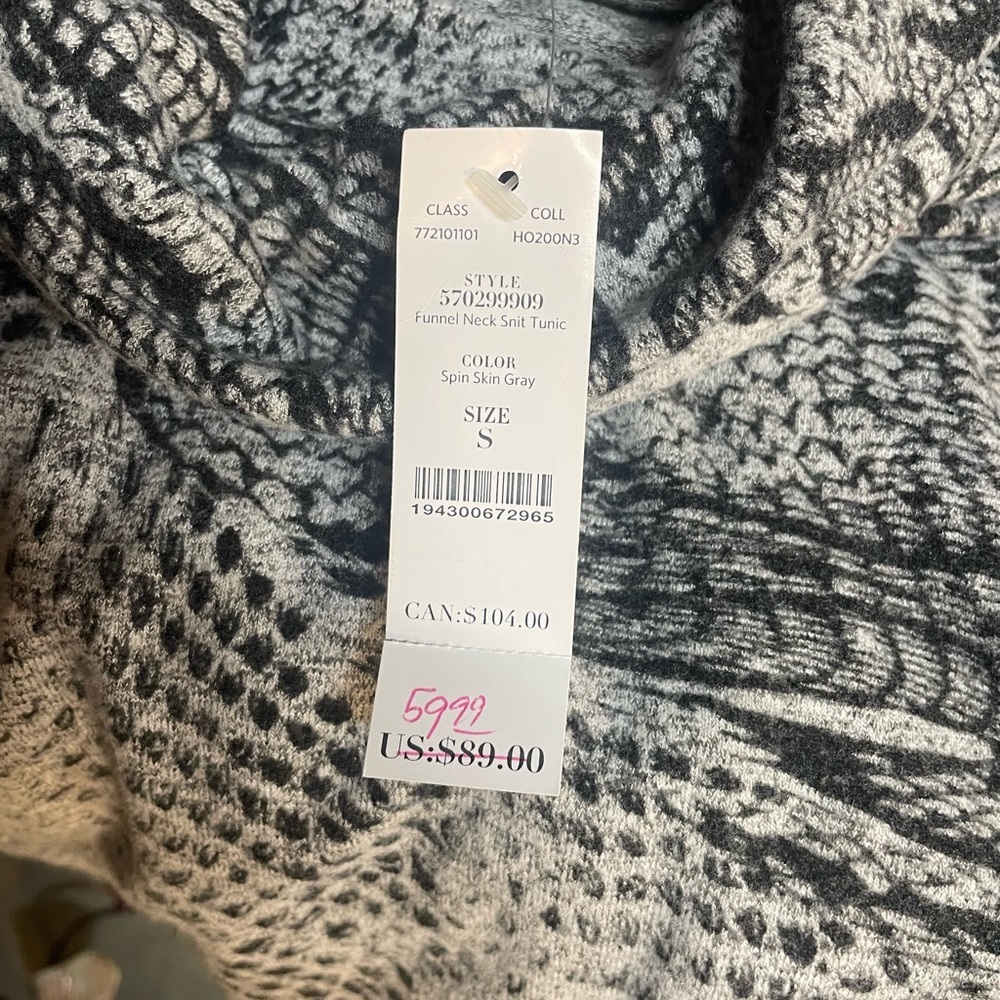 CLASS COLL
772101101 HO200N3
STYLE
570299909
Funnel Neck Snit Tunic
COLOR
Spin Skin Gray
SIZE
S
194300672965
CAN:$104.00
5999
US:$89.00